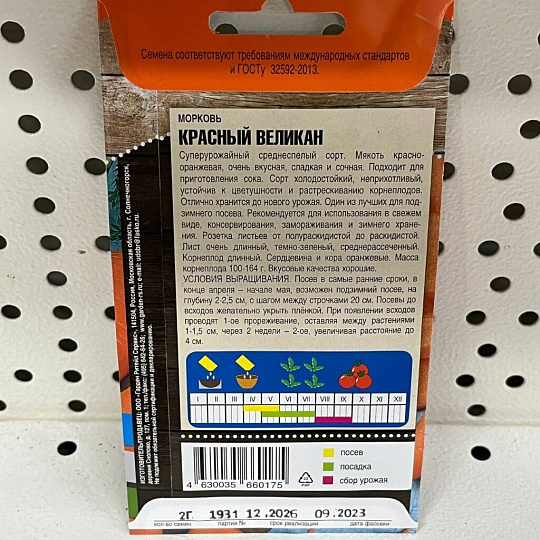 Семена соответствуют требованиям международных стандартов
и ГОСТу 32592-2013.
МОРКОВЬ
КРАСНЫЙ ВЕЛИКАН
Суперурожайный среднеспелый сорт. Мякоть красно-
оранжевая, очень вкусная, сладкая и сочная. Подходит для
приготовления сока. Сорт холодостойкий, неприхотливый,
устойчив к цветушности и растрескиванию корнеплодов.
Отлично хранится до нового урожая. Один из лучших для под-
зимнего посева. Рекомендуется для использования в свежем
виде, консервирования, замораживания и зимнего хране-
ния. Розетка листьев от полураскидистой до раскидистой.
Лист очень длинный, темно-зеленый, среднерассеченный.
Корнеплод длинный. Сердцевина и кора оранжевые. Масса
корнеплода 100-164 г. Вкусовые качества хорошие.
УСЛОВИЯ ВЫРАЩИВАНИЯ: Посев в самые ранние сроки, в
конце апреля – начале мая, возможен подзимний посев, на
глубину 2-2,5 см, с шагом между строчками 20 см. Посевы до
всходов желательно укрыть плёнкой. При появлении всходов
проводят 1-ое прореживание, оставляя между растениями
1-1,5 см, через 2 недели – 2-ое, увеличивая расстояние до
4 см.
I II III IV V VI VII VIII IX X XI XII
посев
посадка
сбор урожая
4 630035 660175
2Г. 1931 12.2026 09.2023
кол-во семян партия № срок реализации дата фасовки